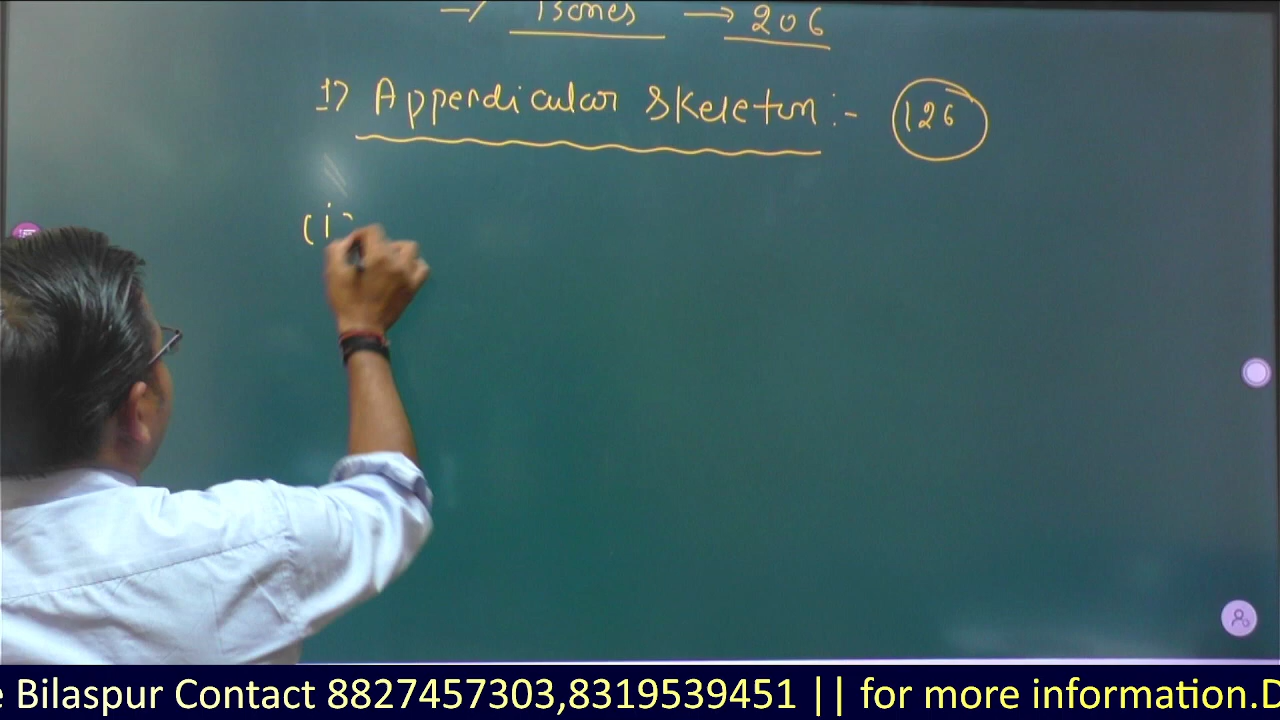 → Bones → 206
1) Appendicular Skeleton :- 126
(i)
e Bilaspur Contact 8827457303,8319539451 || for more information.D